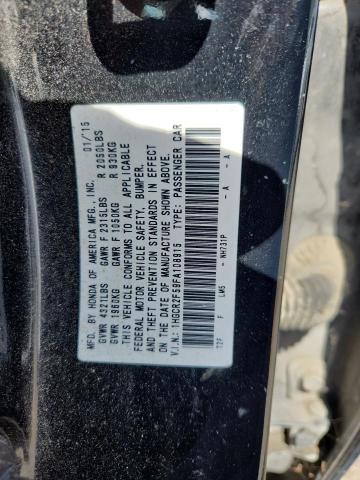 MFD. BY HONDA OF AMERICA MFG., INC. 01/15
GVWR 4321LBS GAWR F 2315LBS R 2050LBS
GVWR 1960KG GAWR F 1050KG R 930KG
THIS VEHICLE CONFORMS TO ALL APPLICABLE
FEDERAL MOTOR VEHICLE SAFETY, BUMPER,
AND THEFT PREVENTION STANDARDS IN EFFECT
ON THE DATE OF MANUFACTURE SHOWN ABOVE.
V.I.N.: 1HGCR2F59FA108915 TYPE: PASSENGER CAR
T2F F LM5 NH731P - A - A